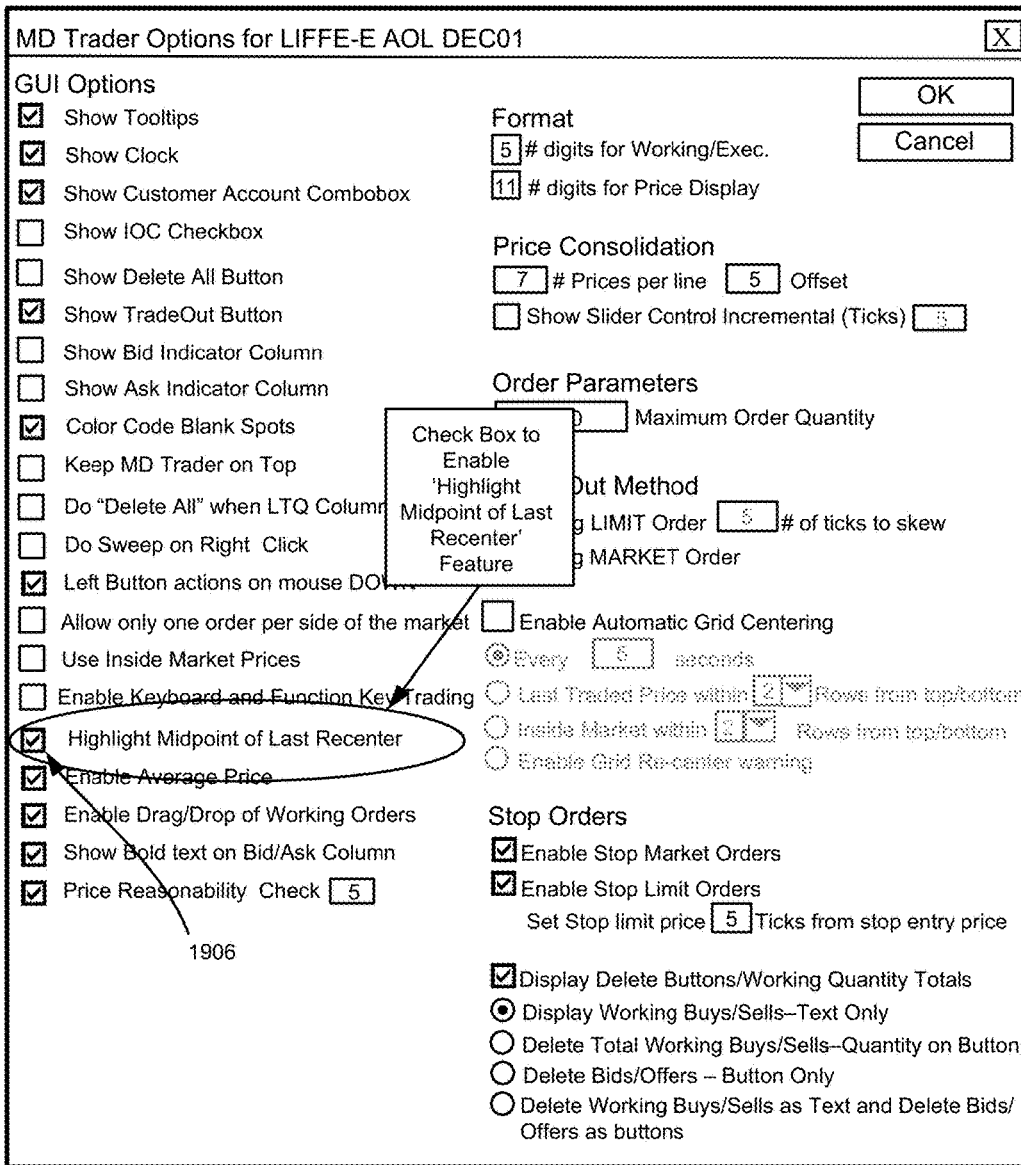 MD Trader Options for LIFFE-E AOL DEC01
X
GUI Options
Show Tooltips
Show Clock
Show Customer Account Combobox
Show IOC Checkbox
Show Delete All Button
Show TradeOut Button
Show Bid Indicator Column
Show Ask Indicator Column
Color Code Blank Spots
Keep MD Trader on Top
Do “Delete All” when LTQ Column
Do Sweep on Right Click
Left Button actions on mouse DOWN
Allow only one order per side of the market
Use Inside Market Prices
Enable Keyboard and Function Key Trading
Highlight Midpoint of Last Recenter
Enable Average Price
Enable Drag/Drop of Working Orders
Show Bold text on Bid/Ask Column
Price Reasonability Check 5
1906
Check Box to
Enable
'Highlight
Midpoint of Last
Recenter'
Feature
OK
Cancel
Format
5 # digits for Working/Exec.
11 # digits for Price Display
Price Consolidation
7 # Prices per line 5 Offset
Show Slider Control Incremental (Ticks) 5
Order Parameters
0 Maximum Order Quantity
Out Method
g LIMIT Order 5 # of ticks to skew
g MARKET Order
Enable Automatic Grid Centering
Every 5 seconds
Last Traded Price within 2 Rows from top/bottom
Inside Market within 2 Rows from top/bottom
Enable Grid Re-center warning
Stop Orders
Enable Stop Market Orders
Enable Stop Limit Orders
Set Stop limit price 5 Ticks from stop entry price
Display Delete Buttons/Working Quantity Totals
Display Working Buys/Sells–Text Only
Delete Total Working Buys/Sells–Quantity on Button
Delete Bids/Offers – Button Only
Delete Working Buys/Sells as Text and Delete Bids/
Offers as buttons